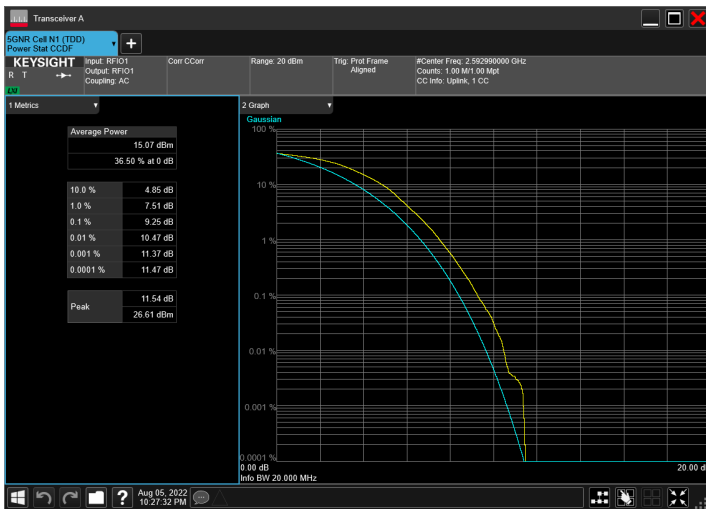 Transceiver A
5GNR Cell N1 (TDD)
Power Stat CCDF
KEYSIGHT
R T
LXI
Input: RFIO1
Output: RFIO1
Coupling: AC
Corr CCorr
Range: 20 dBm
Trig: Prot Frame
Aligned
#Center Freq: 2.592990000 GHz
Counts: 1.00 M/1.00 Mpt
CC Info: Uplink, 1 CC
1 Metrics
Average Power
15.07 dBm
36.50 % at 0 dB
10.0 % 4.85 dB
1.0 % 7.51 dB
0.1 % 9.25 dB
0.01 % 10.47 dB
0.001 % 11.37 dB
0.0001 % 11.47 dB
Peak
11.54 dB
26.61 dBm
2 Graph
Gaussian
100 %
10 %
1 %
0.1 %
0.01 %
0.001 %
0.0001 %
0.00 dB
20.00 d
Info BW 20.000 MHz
?
Aug 05, 2022
10:27:32 PM